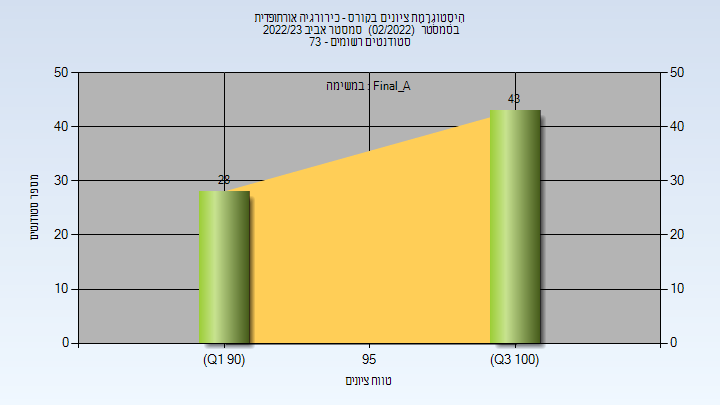 היסטוגרמת ציונים בקורס - כירורגיה אורתופדית
בסמסטר (02/2022) סמסטר אביב 2022/23
סטודנטים רשומים - 73
במשימה : Final_A
50 50
43
40 40
מספר סטודנטים
30 30
28
20 20
10 10
0 0
(Q1 90) 95 (Q3 100)
טווח ציונים